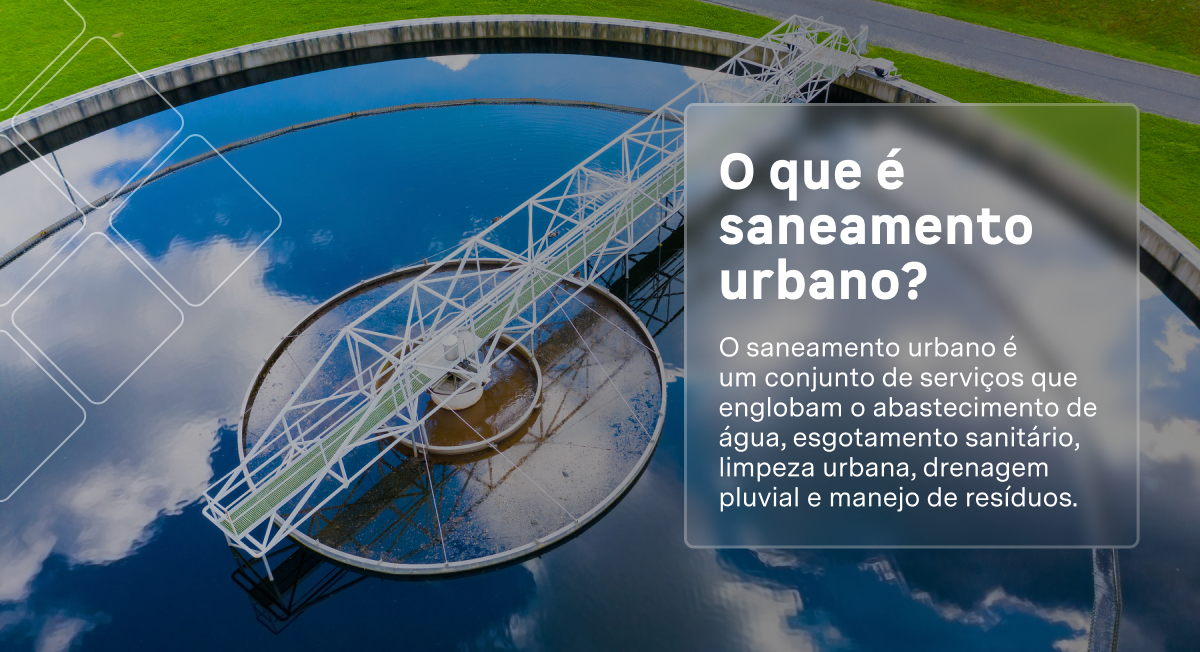 O que é
saneamento
urbano?
O saneamento urbano é
um conjunto de serviços que
englobam o abastecimento de
água, esgotamento sanitário,
limpeza urbana, drenagem
pluvial e manejo de resíduos.